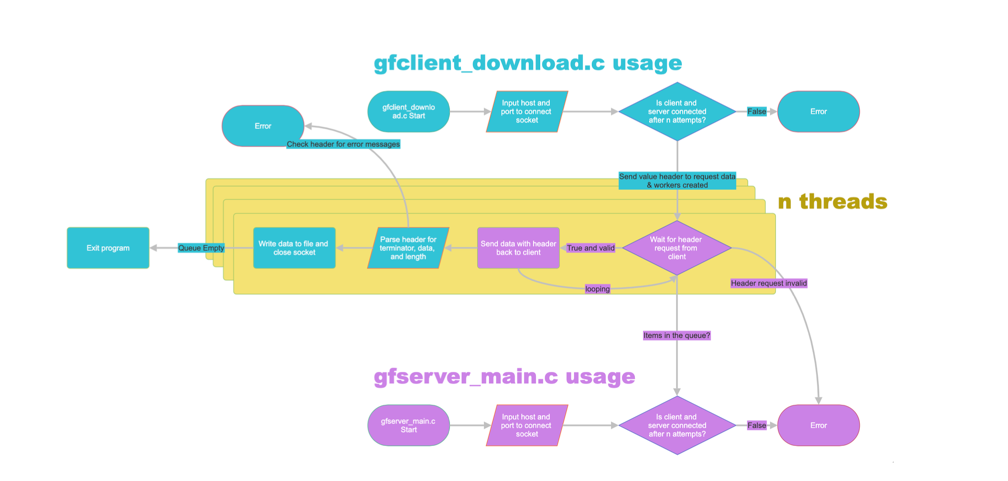 gfclient_download.c usage
gfclient_downlo
ad.c Start
Input host and
port to connect
socket
Is client and
server connected
after n attempts?
False
Error
Error
Check header for error messages
Send value header to request data
& workers created
n threads
Exit program
Queue Empty
Write data to file and
close socket
Parse header for
terminator, data,
and length
Send data with header
back to client
True and valid
Wait for header
request from
client
looping
Header request invalid
Items in the queue?
gfserver_main.c usage
gfserver_main.c
Start
Input host and
port to connect
socket
Is client and
server connected
after n attempts?
False
Error